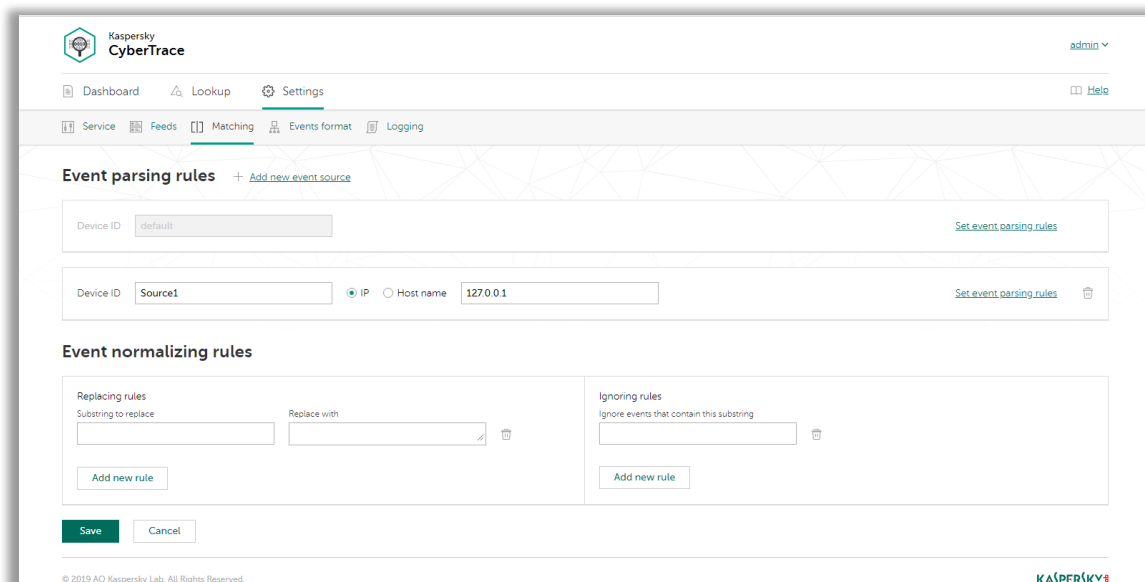 Kaspersky
CyberTrace
admin
Dashboard Lookup Settings Help
Service Feeds Matching Events format Logging
Event parsing rules + Add new event source
Device ID default Set event parsing rules
Device ID Source1 IP Host name 127.0.0.1 Set event parsing rules
Event normalizing rules
Replacing rules Ignoring rules
Substring to replace Replace with Ignore events that contain this substring
Add new rule Add new rule
Save Cancel
© 2019 AO Kaspersky Lab. All Rights Reserved. KASPERSKY